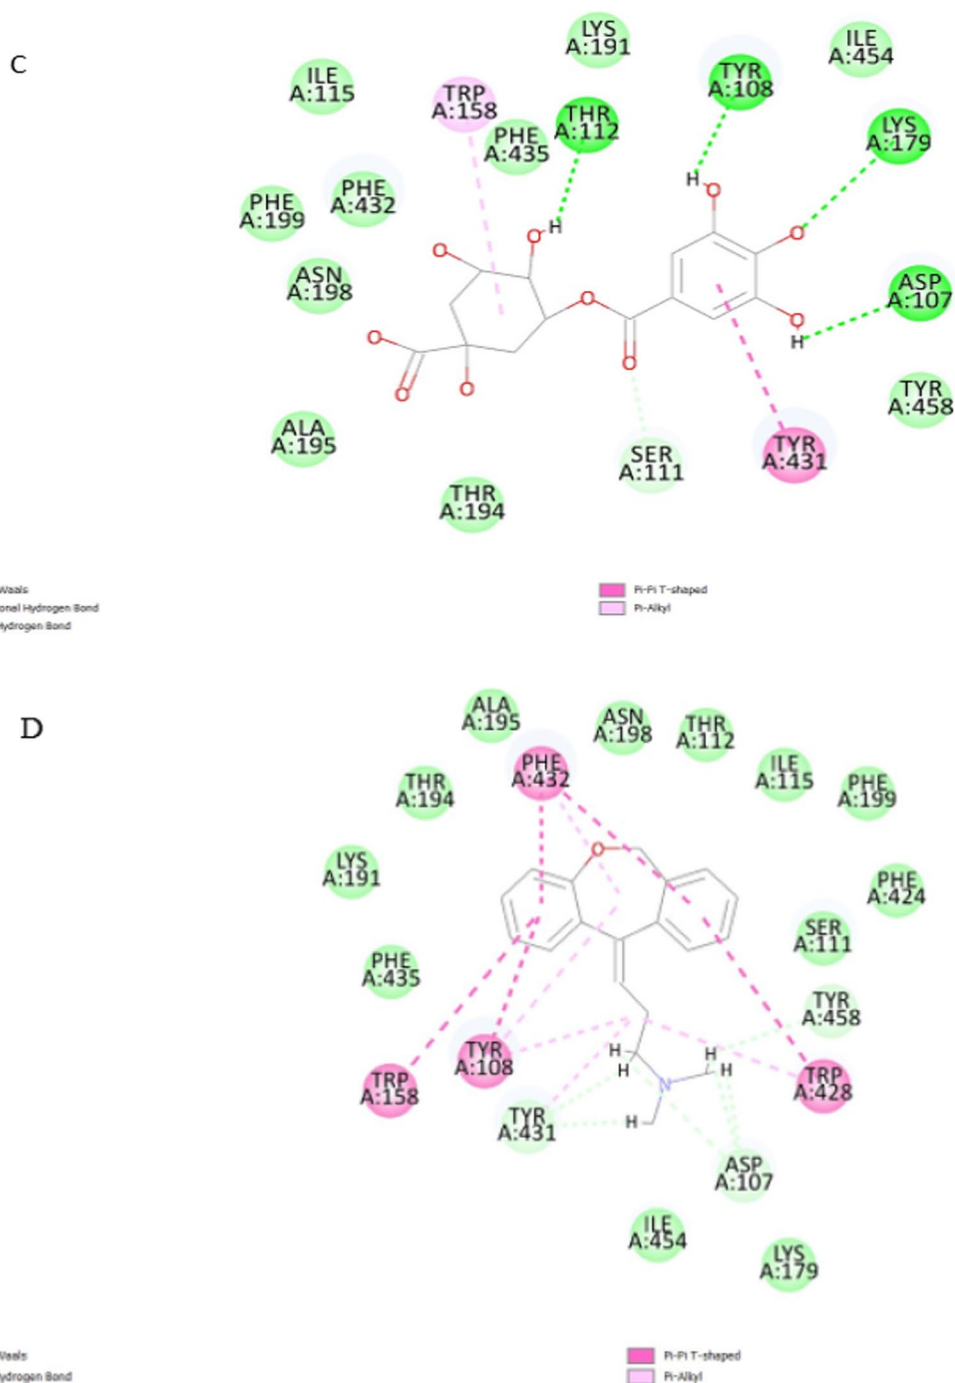 C
LYS
A:191
TYR
A:108
ILE
A:454
ILE
A:115
TRP
A:158
THR
A:112
PHE
A:435
LYS
A:179
PHE
A:432
PHE
A:199
H
O
O
O
H
O
ASN
A:198
ASP
A:107
O
O
H
O
O
O
O
TYR
A:458
ALA
A:195
SER
A:111
TYR
A:431
THR
A:194
Waals
onal Hydrogen Bond
Hydrogen Bond
Pi-Pi T-shaped
Pi-Alkyl
D
ALA
A:195
ASN
A:198
THR
A:112
PHE
A:432
ILE
A:115
THR
A:194
PHE
A:199
LYS
A:191
O
PHE
A:424
SER
A:111
PHE
A:435
TYR
A:458
TYR
A:108
H
H
H
H
N
TRP
A:158
TRP
A:428
TYR
A:431
H
ASP
A:107
ILE
A:454
LYS
A:179
Waals
ydrogen Bond
Pi-Pi T-shaped
Pi-Alkyl